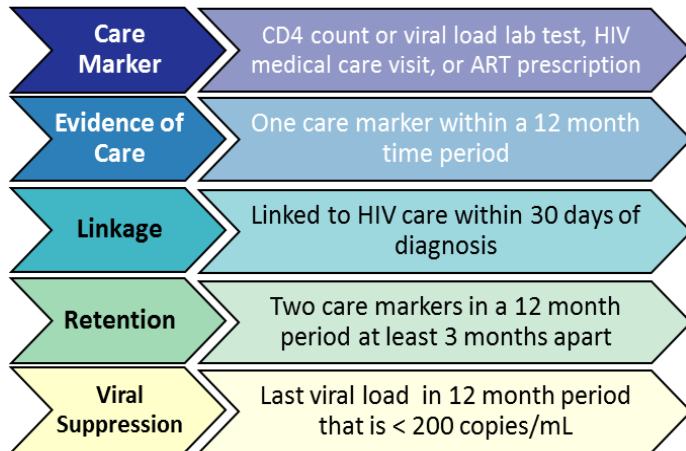 Care
Marker
CD4 count or viral load lab test, HIV
medical care visit, or ART prescription
Evidence of
Care
One care marker within a 12 month
time period
Linkage
Linked to HIV care within 30 days of
diagnosis
Retention
Two care markers in a 12 month
period at least 3 months apart
Viral
Suppression
Last viral load in 12 month period
that is < 200 copies/mL